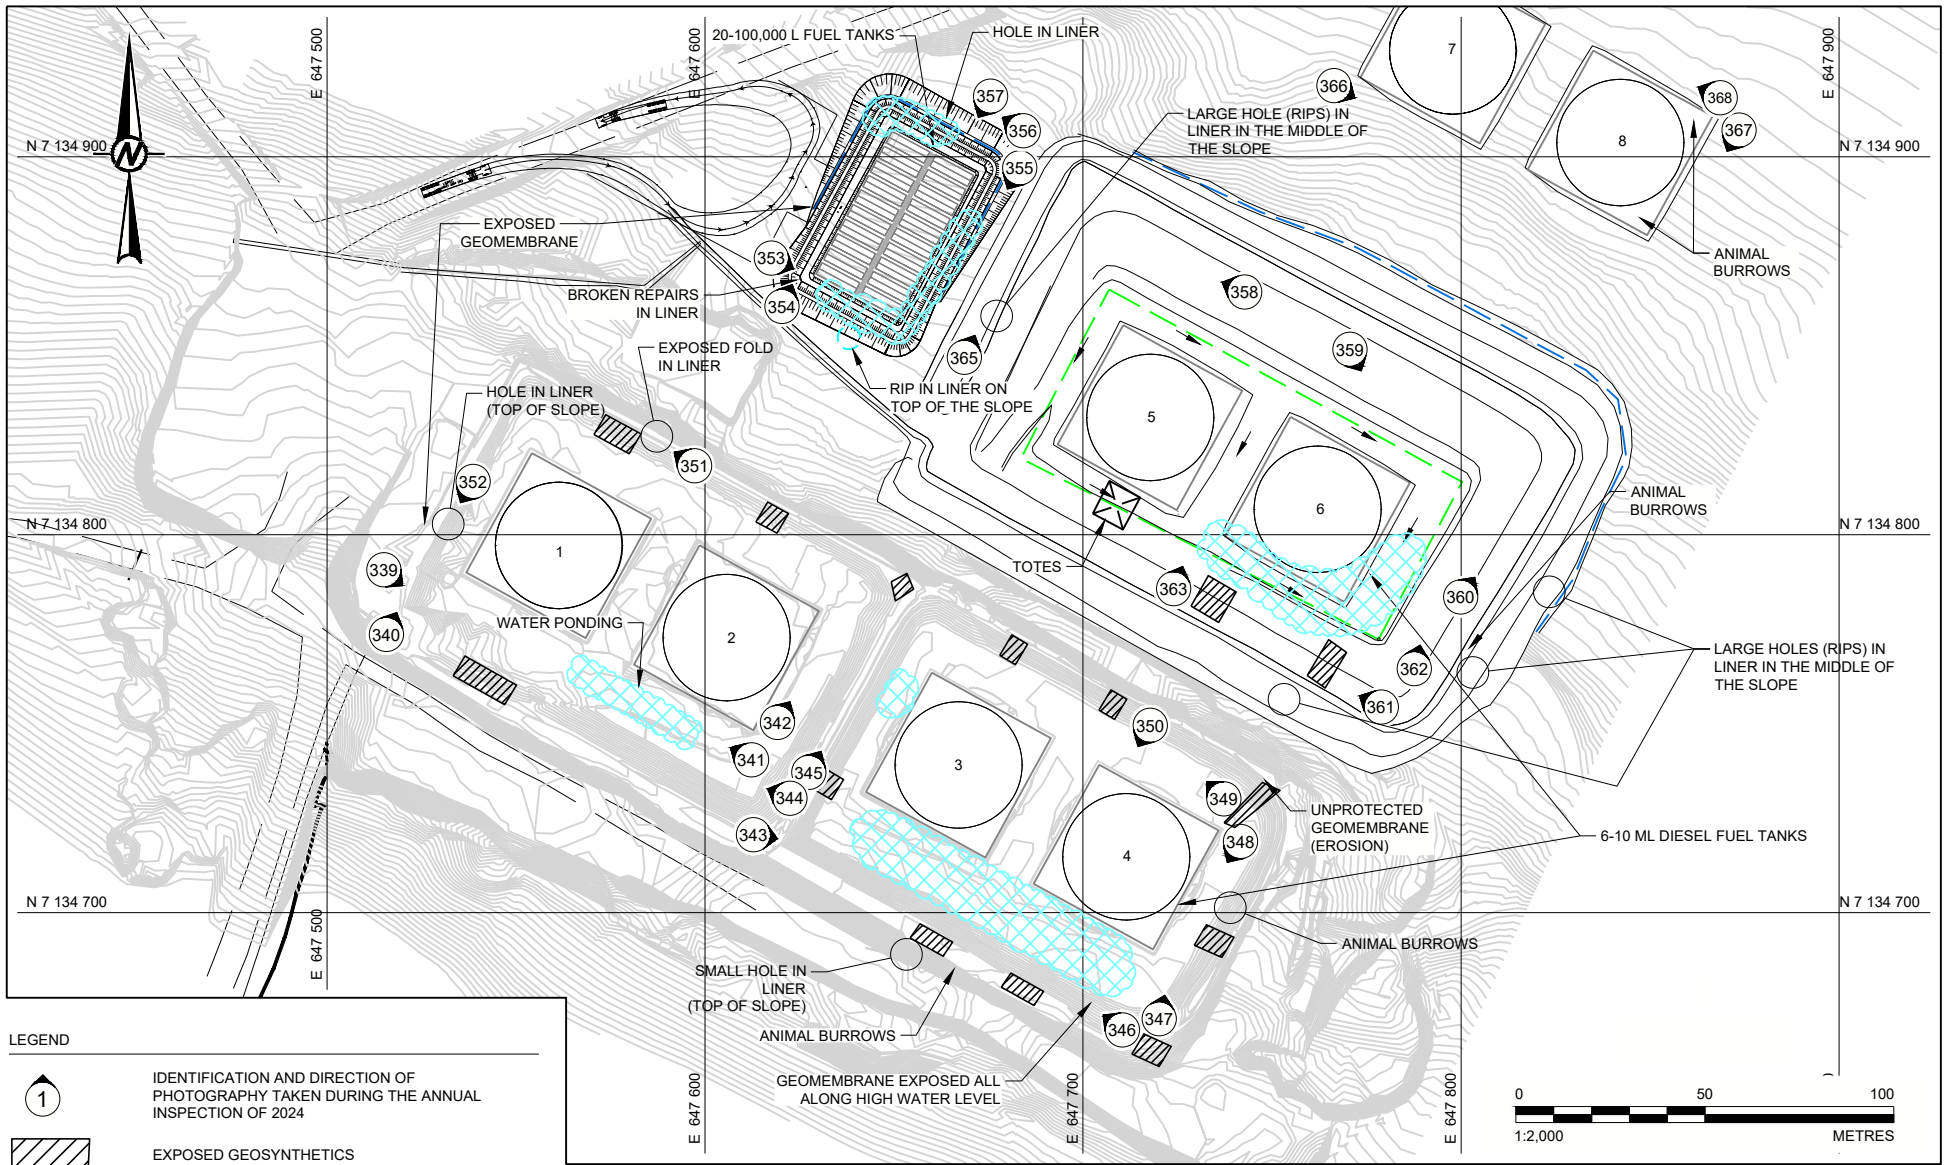 E 647 500
E 647 600
E 647 900
20-100,000 L FUEL TANKS
HOLE IN LINER
7
366
357
356
355
368
367
8
LARGE HOLE (RIPS) IN
LINER IN THE MIDDLE OF
THE SLOPE
N 7 134 900
N
N 7 134 900
EXPOSED
GEOMEMBRANE
353
354
BROKEN REPAIRS
IN LINER
ANIMAL
BURROWS
358
359
365
EXPOSED FOLD
IN LINER
HOLE IN LINER
(TOP OF SLOPE)
RIP IN LINER ON
TOP OF THE SLOPE
5
6
351
352
ANIMAL
BURROWS
N 7 134 800
N 7 134 800
1
339
340
TOTES
363
360
WATER PONDING
2
362
361
LARGE HOLES (RIPS) IN
LINER IN THE MIDDLE OF
THE SLOPE
342
341
345
344
343
3
350
349
348
4
UNPROTECTED
GEOMEMBRANE
(EROSION)
6-10 ML DIESEL FUEL TANKS
N 7 134 700
N 7 134 700
E 647 500
ANIMAL BURROWS
SMALL HOLE IN
LINER
(TOP OF SLOPE)
ANIMAL BURROWS
346
347
GEOMEMBRANE EXPOSED ALL
ALONG HIGH WATER LEVEL
E 647 600
E 647 700
E 647 800
LEGEND
1
IDENTIFICATION AND DIRECTION OF
PHOTOGRAPHY TAKEN DURING THE ANNUAL
INSPECTION OF 2024
EXPOSED GEOSYNTHETICS
0 50 100
1:2,000 METRES